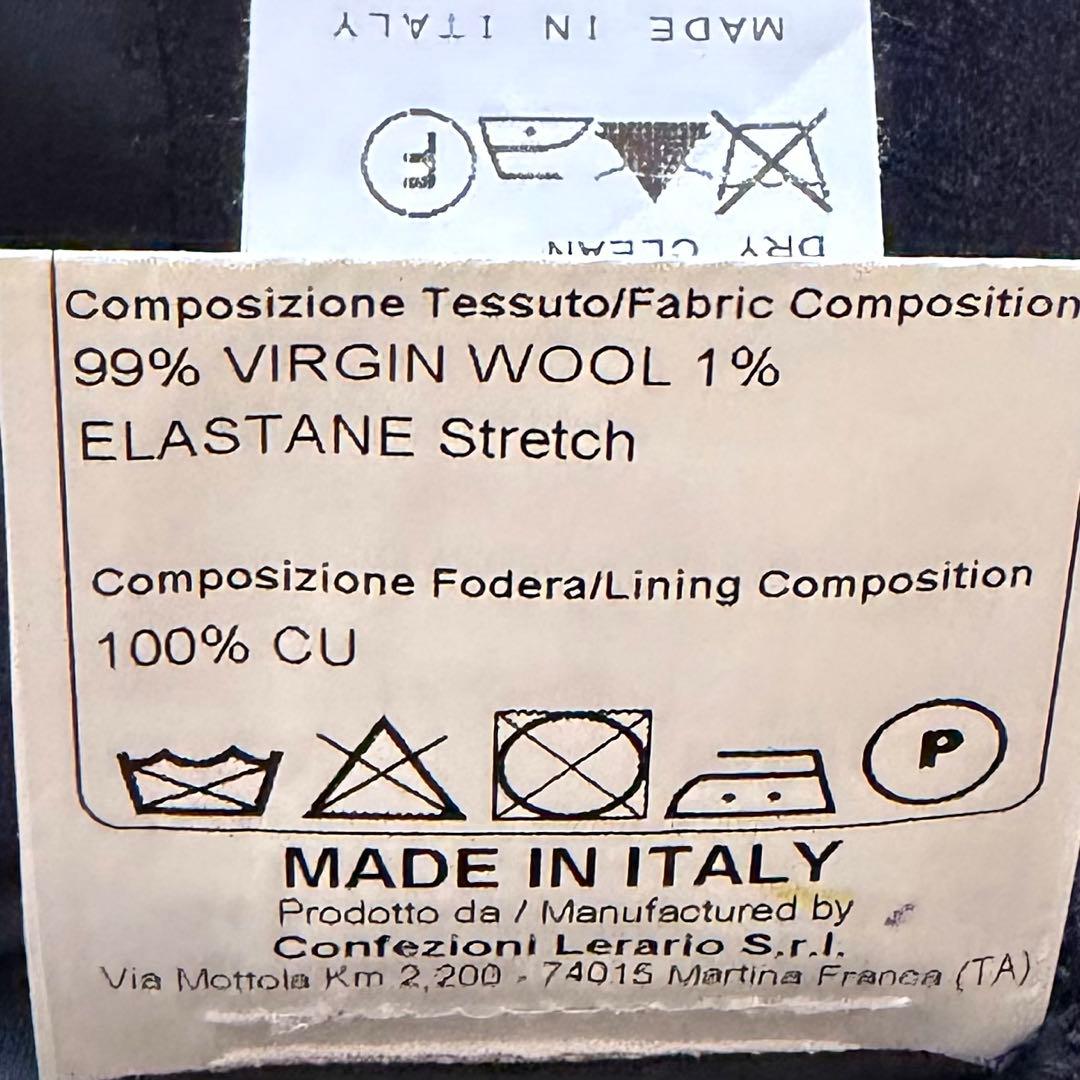 MADE IN ITALY
F
DRY CLEAN
Composizione Tessuto/Fabric Composition
99% VIRGIN WOOL 1%
ELASTANE Stretch
Composizione Fodera/Lining Composition
100% CU
P
MADE IN ITALY
Prodotto da / Manufactured by
Confezioni Lerario S.r.l.
Via Mottola Km 2,200 - 74015 Martina Franca (TA)